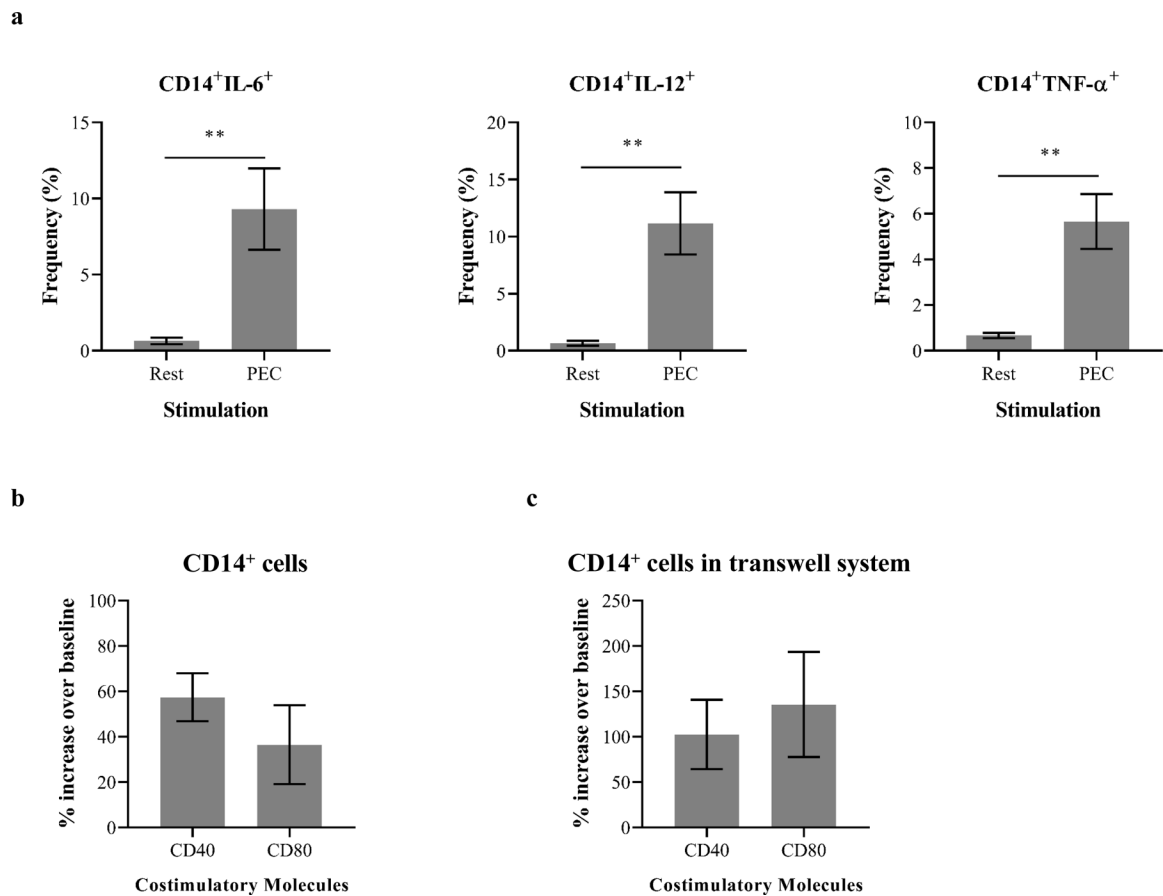 a
CD14⁺IL-6⁺
Frequency (%)
15
10
5
0
**
Rest PEC
Stimulation
CD14⁺IL-12⁺
Frequency (%)
20
15
10
5
0
**
Rest PEC
Stimulation
CD14⁺TNF-α⁺
Frequency (%)
10
8
6
4
2
0
**
Rest PEC
Stimulation
b
CD14⁺ cells
% increase over baseline
100
80
60
40
20
0
CD40 CD80
Costimulatory Molecules
c
CD14⁺ cells in transwell system
% increase over baseline
250
200
150
100
50
0
CD40 CD80
Costimulatory Molecules